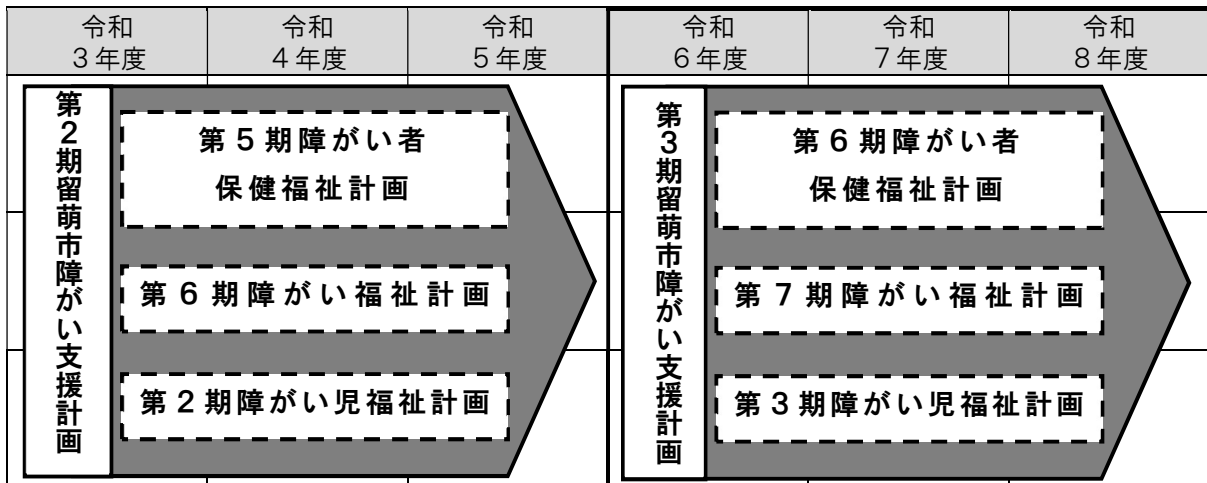 令和
3年度
令和
4年度
令和
5年度
令和
6年度
令和
7年度
令和
8年度
第2期留萌市障がい支援計画
第5期障がい者
保健福祉計画
第6期障がい福祉計画
第2期障がい児福祉計画
第3期留萌市障がい支援計画
第6期障がい者
保健福祉計画
第7期障がい福祉計画
第3期障がい児福祉計画